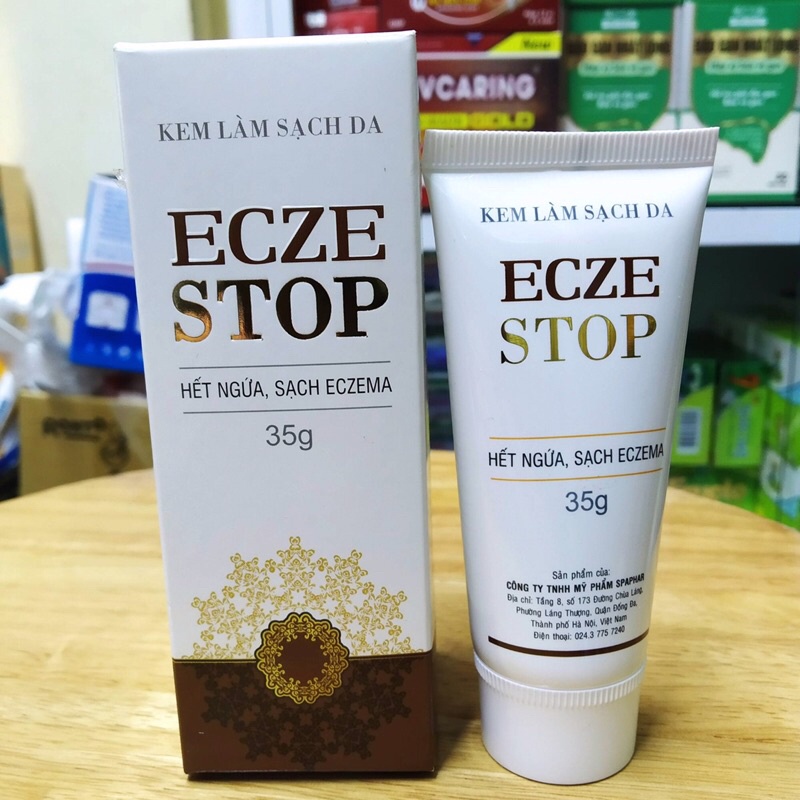 KEM LÀM SẠCH DA
ECZE
STOP
HẾT NGỨA, SẠCH ECZEMA
35g
KEM LÀM SẠCH DA
ECZE
STOP
HẾT NGỨA, SẠCH ECZEMA
35g
Sản phẩm của:
CÔNG TY TNHH MỸ PHẨM SPAPHAR
Địa chỉ: Tầng 8, số 173 Đường Chùa Láng,
Phường Láng Thượng, Quận Đống Đa,
Thành phố Hà Nội, Việt Nam
Điện thoại: 024.3 775 7240
VCARING
GOLD
New